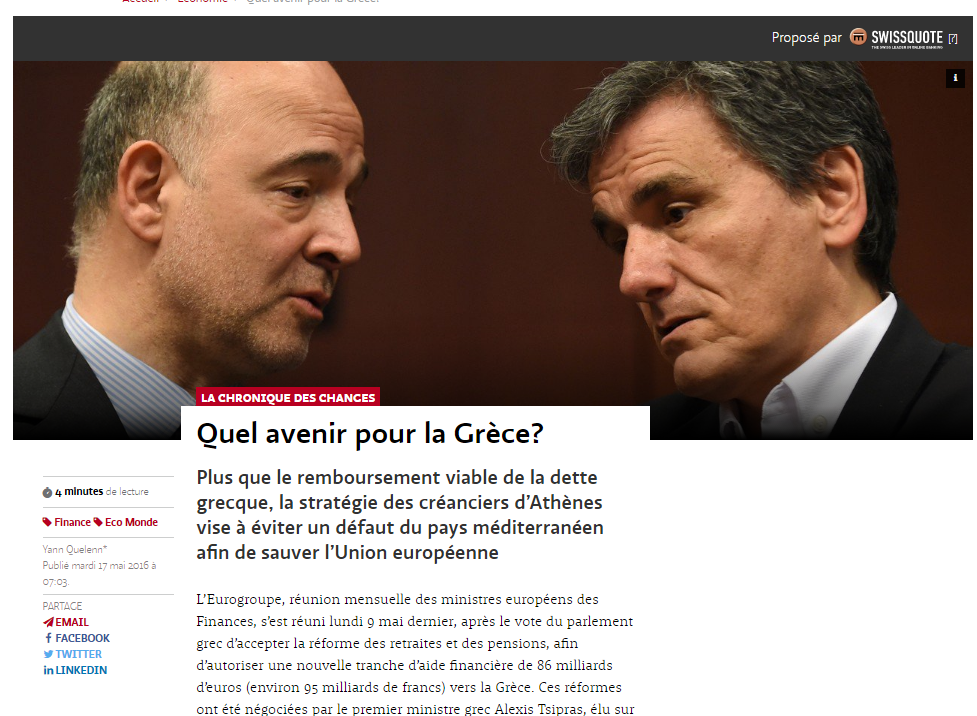 Accueil Economie Quel avenir pour la Grèce?
Proposé par SWISSQUOTE [?]
THE SWISS LEADER IN ONLINE BANKING
i
LA CHRONIQUE DES CHANCES
Quel avenir pour la Grèce?
Plus que le remboursement viable de la dette
grecque, la stratégie des créanciers d’Athènes
vise à éviter un défaut du pays méditerranéen
afin de sauver l’Union européenne
4 minutes de lecture
Finance Eco Monde
Yann Quelenn*
Publié mardi 17 mai 2016 à
07:03.
PARTAGE
EMAIL
FACEBOOK
TWITTER
LINKEDIN
L’Eurogroupe, réunion mensuelle des ministres européens des
Finances, s’est réuni lundi 9 mai dernier, après le vote du parlement
grec d’accepter la réforme des retraites et des pensions, afin
d’autoriser une nouvelle tranche d’aide financière de 86 milliards
d’euros (environ 95 milliards de francs) vers la Grèce. Ces réformes
ont été négociées par le premier ministre grec Alexis Tsipras, élu sur